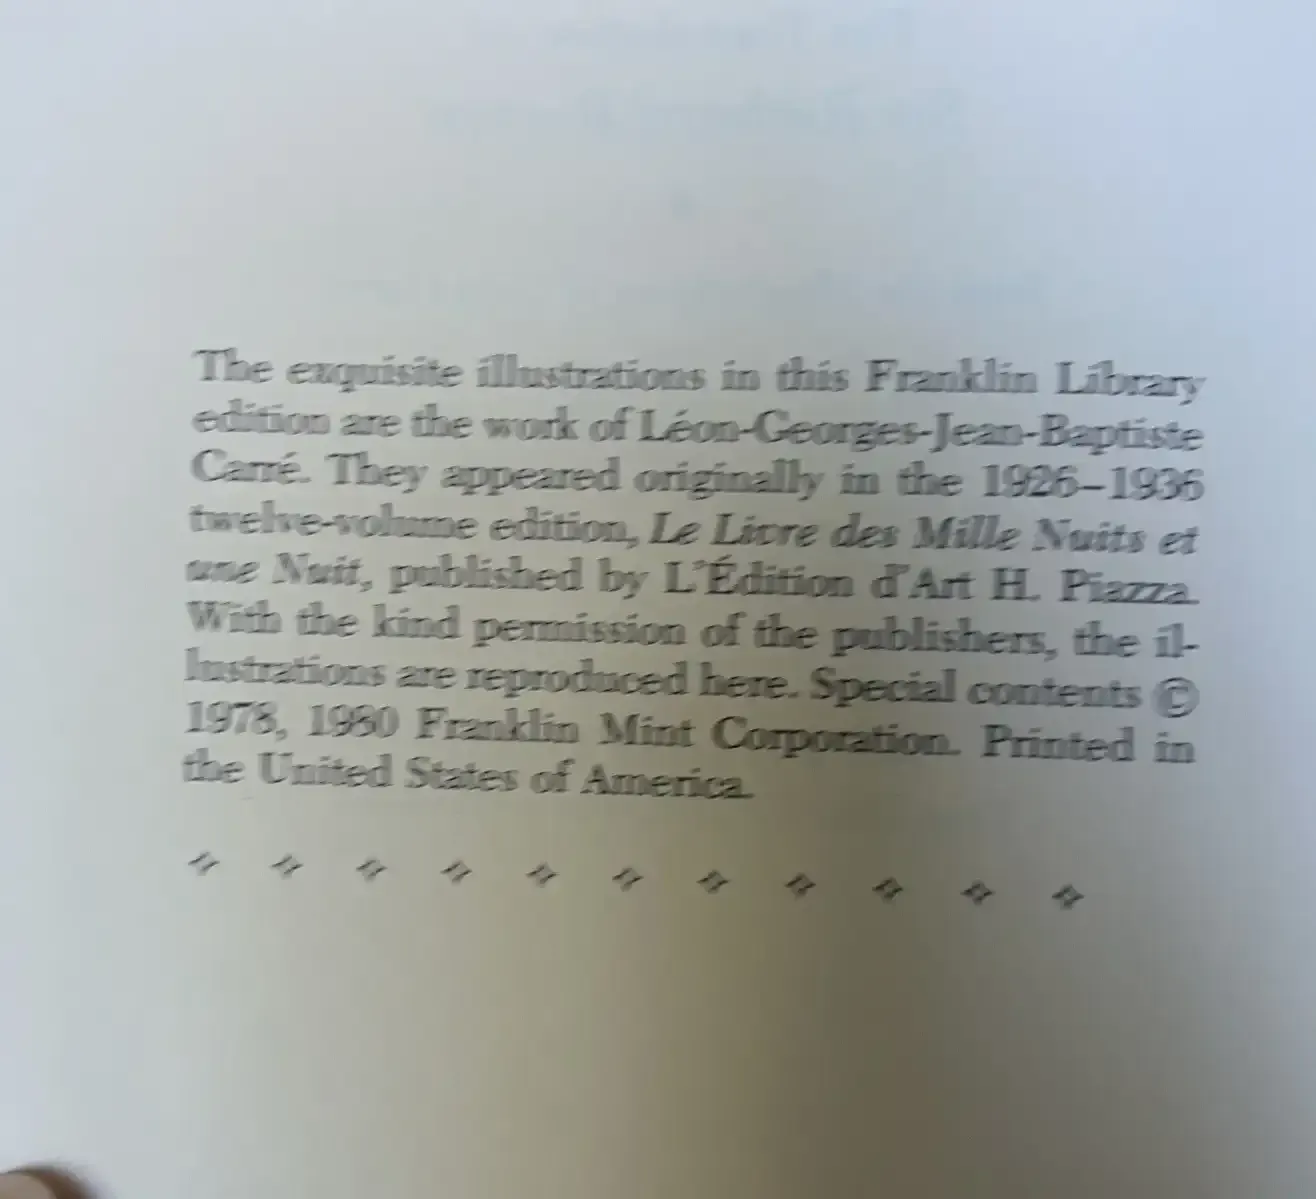 The exquisite illustrations in this Franklin Library
edition are the work of Léon-Georges-Jean-Baptiste
Carré. They appeared originally in the 1926–1936
twelve-volume edition, Le Livre des Mille Nuits et
une Nuit, published by L'Édition d'Art H. Piazza.
With the kind permission of the publishers, the il-
lustrations are reproduced here. Special contents ©
1978, 1980 Franklin Mint Corporation. Printed in
the United States of America.